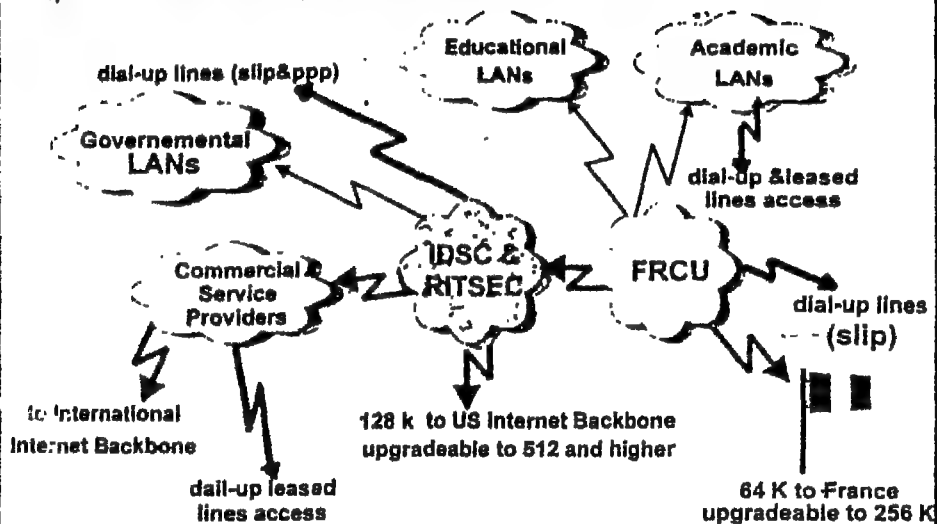 Educational
LANs
Academic
LANs
dial-up lines (slip&ppp)
Governemental
LANs
dial-up &leased
lines access
IDSC &
RITSEC
FRCU
Commercial
Service
Providers
dial-up lines
(slip)
to International
Internet Backbone
128 k to US Internet Backbone
upgradeable to 512 and higher
dail-up leased
lines access
64 K to France
upgradeable to 256 K